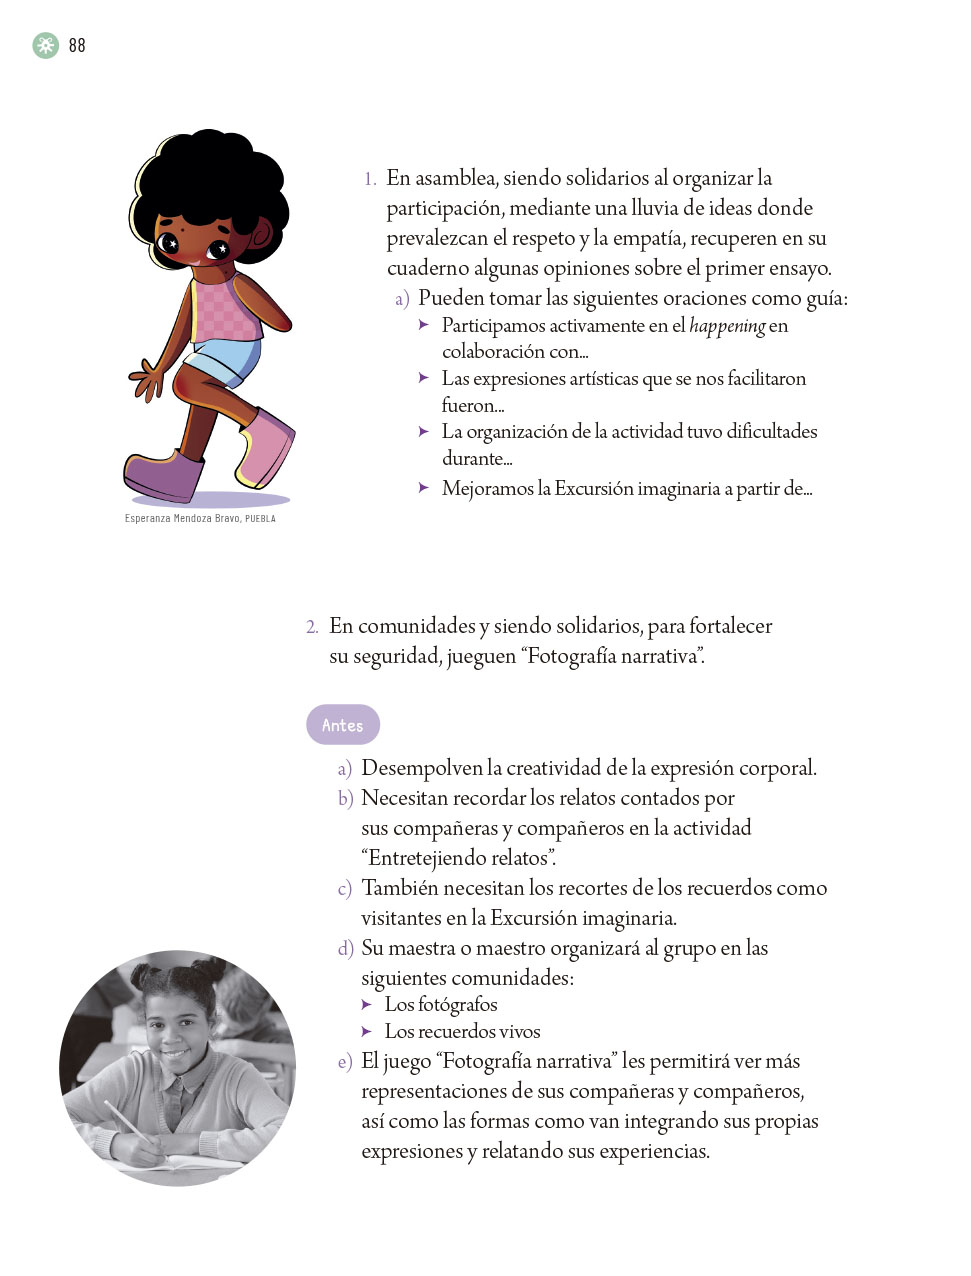 88
1. En asamblea, siendo solidarios al organizar la
participación, mediante una lluvia de ideas donde
prevalezcan el respeto y la empatía, recuperen en su
cuaderno algunas opiniones sobre el primer ensayo.
a) Pueden tomar las siguientes oraciones como guía:
➤ Participamos activamente en el happening en
colaboración con...
➤ Las expresiones artísticas que se nos facilitaron
fueron...
➤ La organización de la actividad tuvo dificultades
durante...
➤ Mejoramos la Excursión imaginaria a partir de...
Esperanza Mendoza Bravo, PUEBLA
2. En comunidades y siendo solidarios, para fortalecer
su seguridad, jueguen “Fotografía narrativa”.
Antes
a) Desempolven la creatividad de la expresión corporal.
b) Necesitan recordar los relatos contados por
sus compañeras y compañeros en la actividad
“Entretejiendo relatos”.
c) También necesitan los recortes de los recuerdos como
visitantes en la Excursión imaginaria.
d) Su maestra o maestro organizará al grupo en las
siguientes comunidades:
➤ Los fotógrafos
➤ Los recuerdos vivos
e) El juego “Fotografía narrativa” les permitirá ver más
representaciones de sus compañeras y compañeros,
así como las formas como van integrando sus propias
expresiones y relatando sus experiencias.